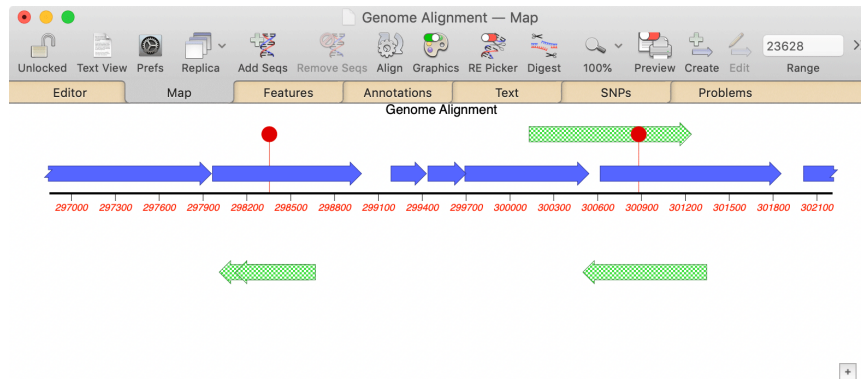 Genome Alignment — Map
Unlocked Text View Prefs Replica Add Seqs Remove Seqs Align Graphics RE Picker Digest 100% Preview Create Edit 23628 Range
Editor Map Features Annotations Text SNPs Problems
Genome Alignment
297000 297300 297600 297900 298200 298500 298800 299100 299400 299700 300000 300300 300600 300900 301200 301500 301800 302100